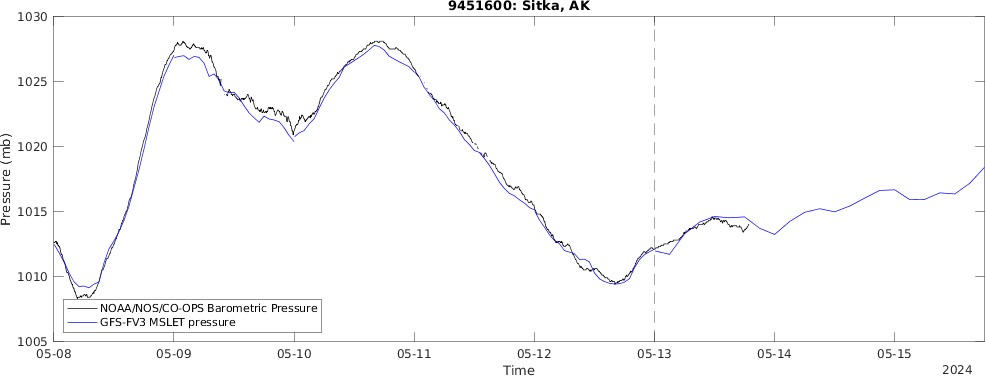 9451600: Sitka, AK
Pressure (mb)
1030
1025
1020
1015
1010
1005
NOAA/NOS/CO-OPS Barometric Pressure
GFS-FV3 MSLET pressure
05-08 05-09 05-10 05-11 05-12 05-13 05-14 05-15
Time
2024